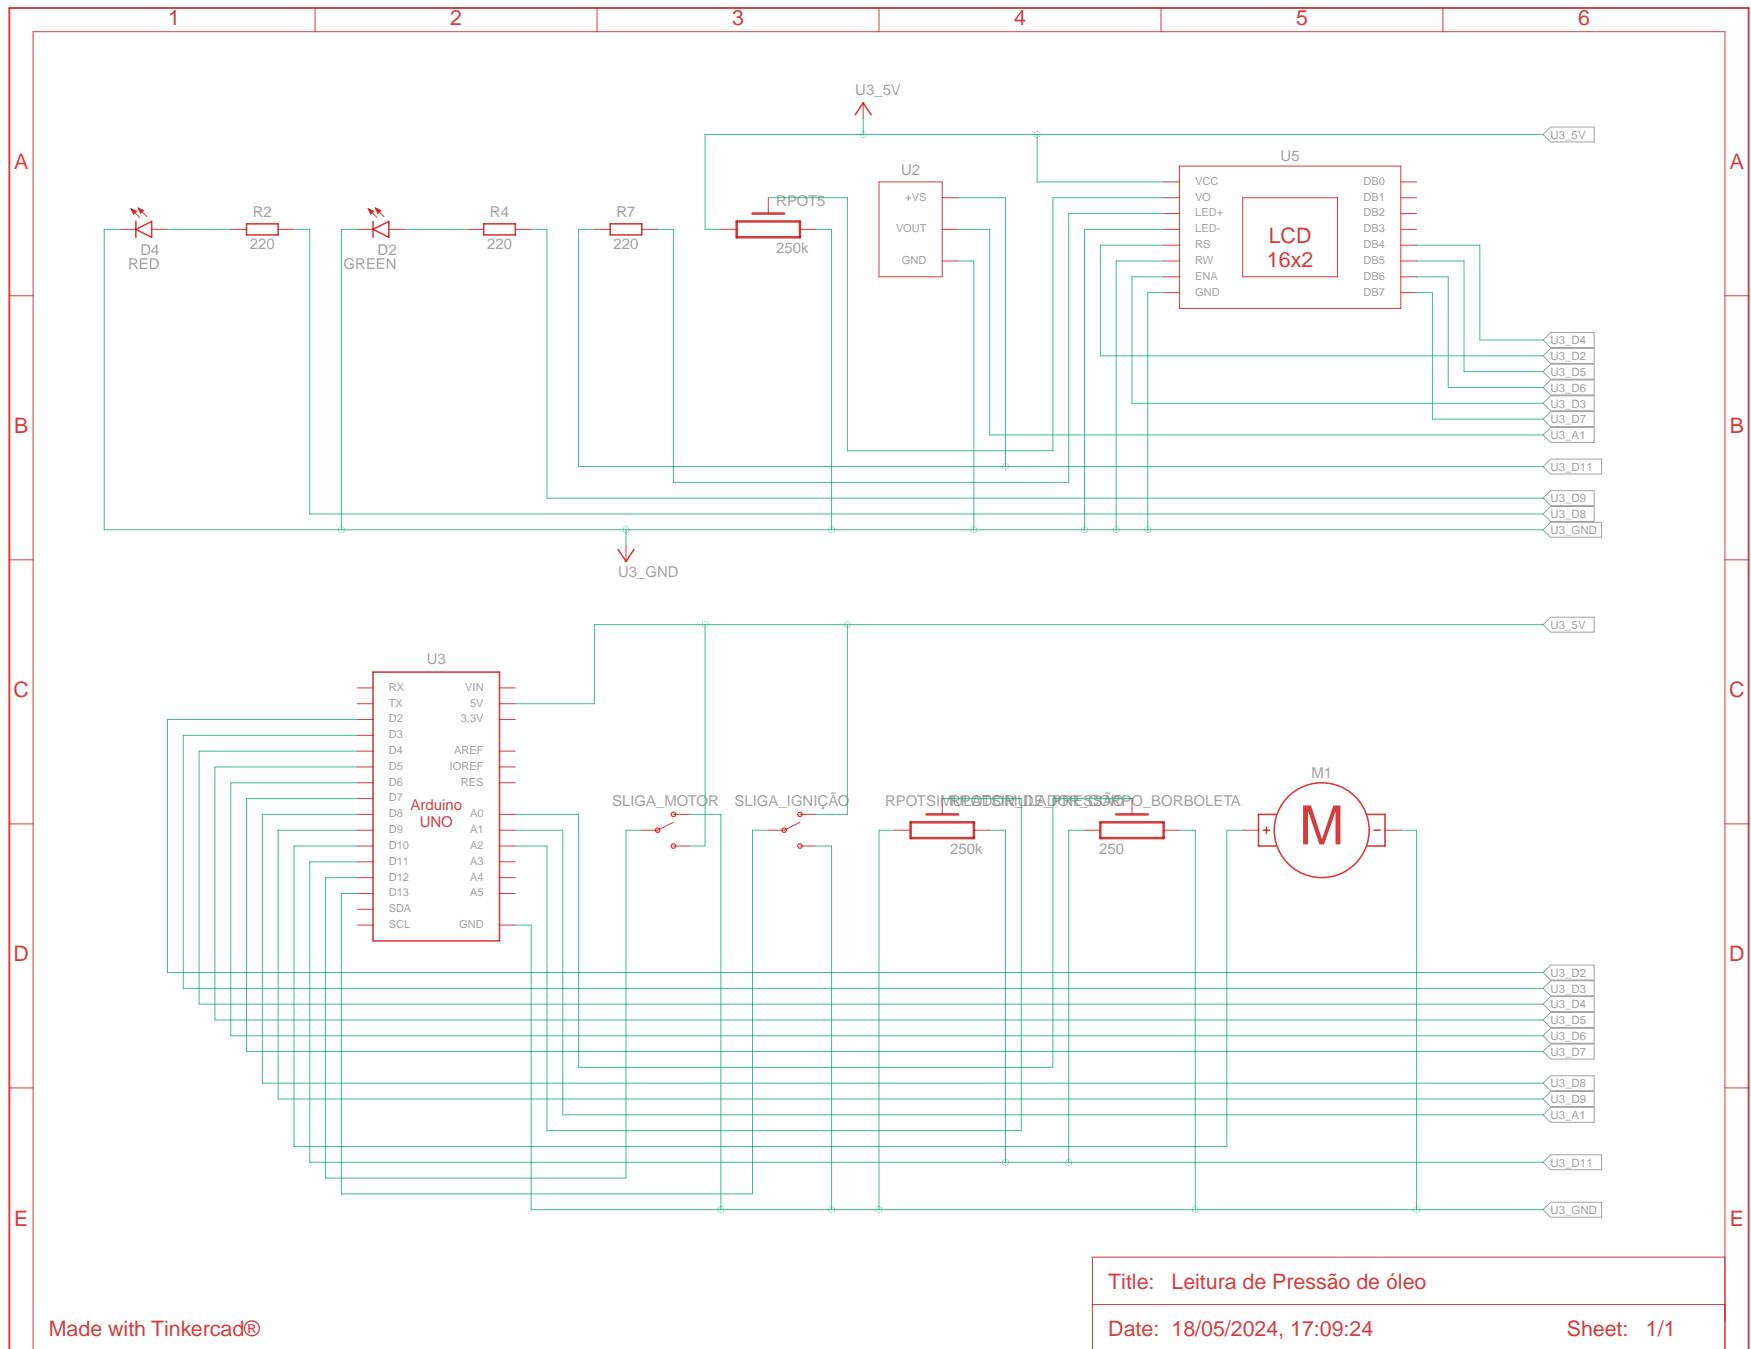 1 2 3 4 5 6
A
B
C
D
E
A
B
C
D
E
U3_5V
U3_5V
D4
RED
R2
220
D2
GREEN
R4
220
R7
220
RPOT5
250k
U2
+VS
VOUT
GND
U5
VCC
VO
LED+
LED-
RS
RW
ENA
GND
LCD
16x2
DB0
DB1
DB2
DB3
DB4
DB5
DB6
DB7
U3_D4
U3_D2
U3_D5
U3_D6
U3_D3
U3_D7
U3_A1
U3_D11
U3_D9
U3_D8
U3_GND
U3_GND
U3_5V
U3
RX
TX
D2
D3
D4
D5
D6
D7
D8
D9
D10
D11
D12
D13
SDA
SCL
Arduino
UNO
VIN
5V
3.3V
AREF
IOREF
RES
A0
A1
A2
A3
A4
A5
GND
SLIGA_MOTOR
SLIGA_IGNIÇÃO
250k
250
M1
+
M
-
U3_D2
U3_D3
U3_D4
U3_D5
U3_D6
U3_D7
U3_D8
U3_D9
U3_A1
U3_D11
U3_GND
Title: Leitura de Pressão de óleo
Date: 18/05/2024, 17:09:24 Sheet: 1/1
Made with Tinkercad®